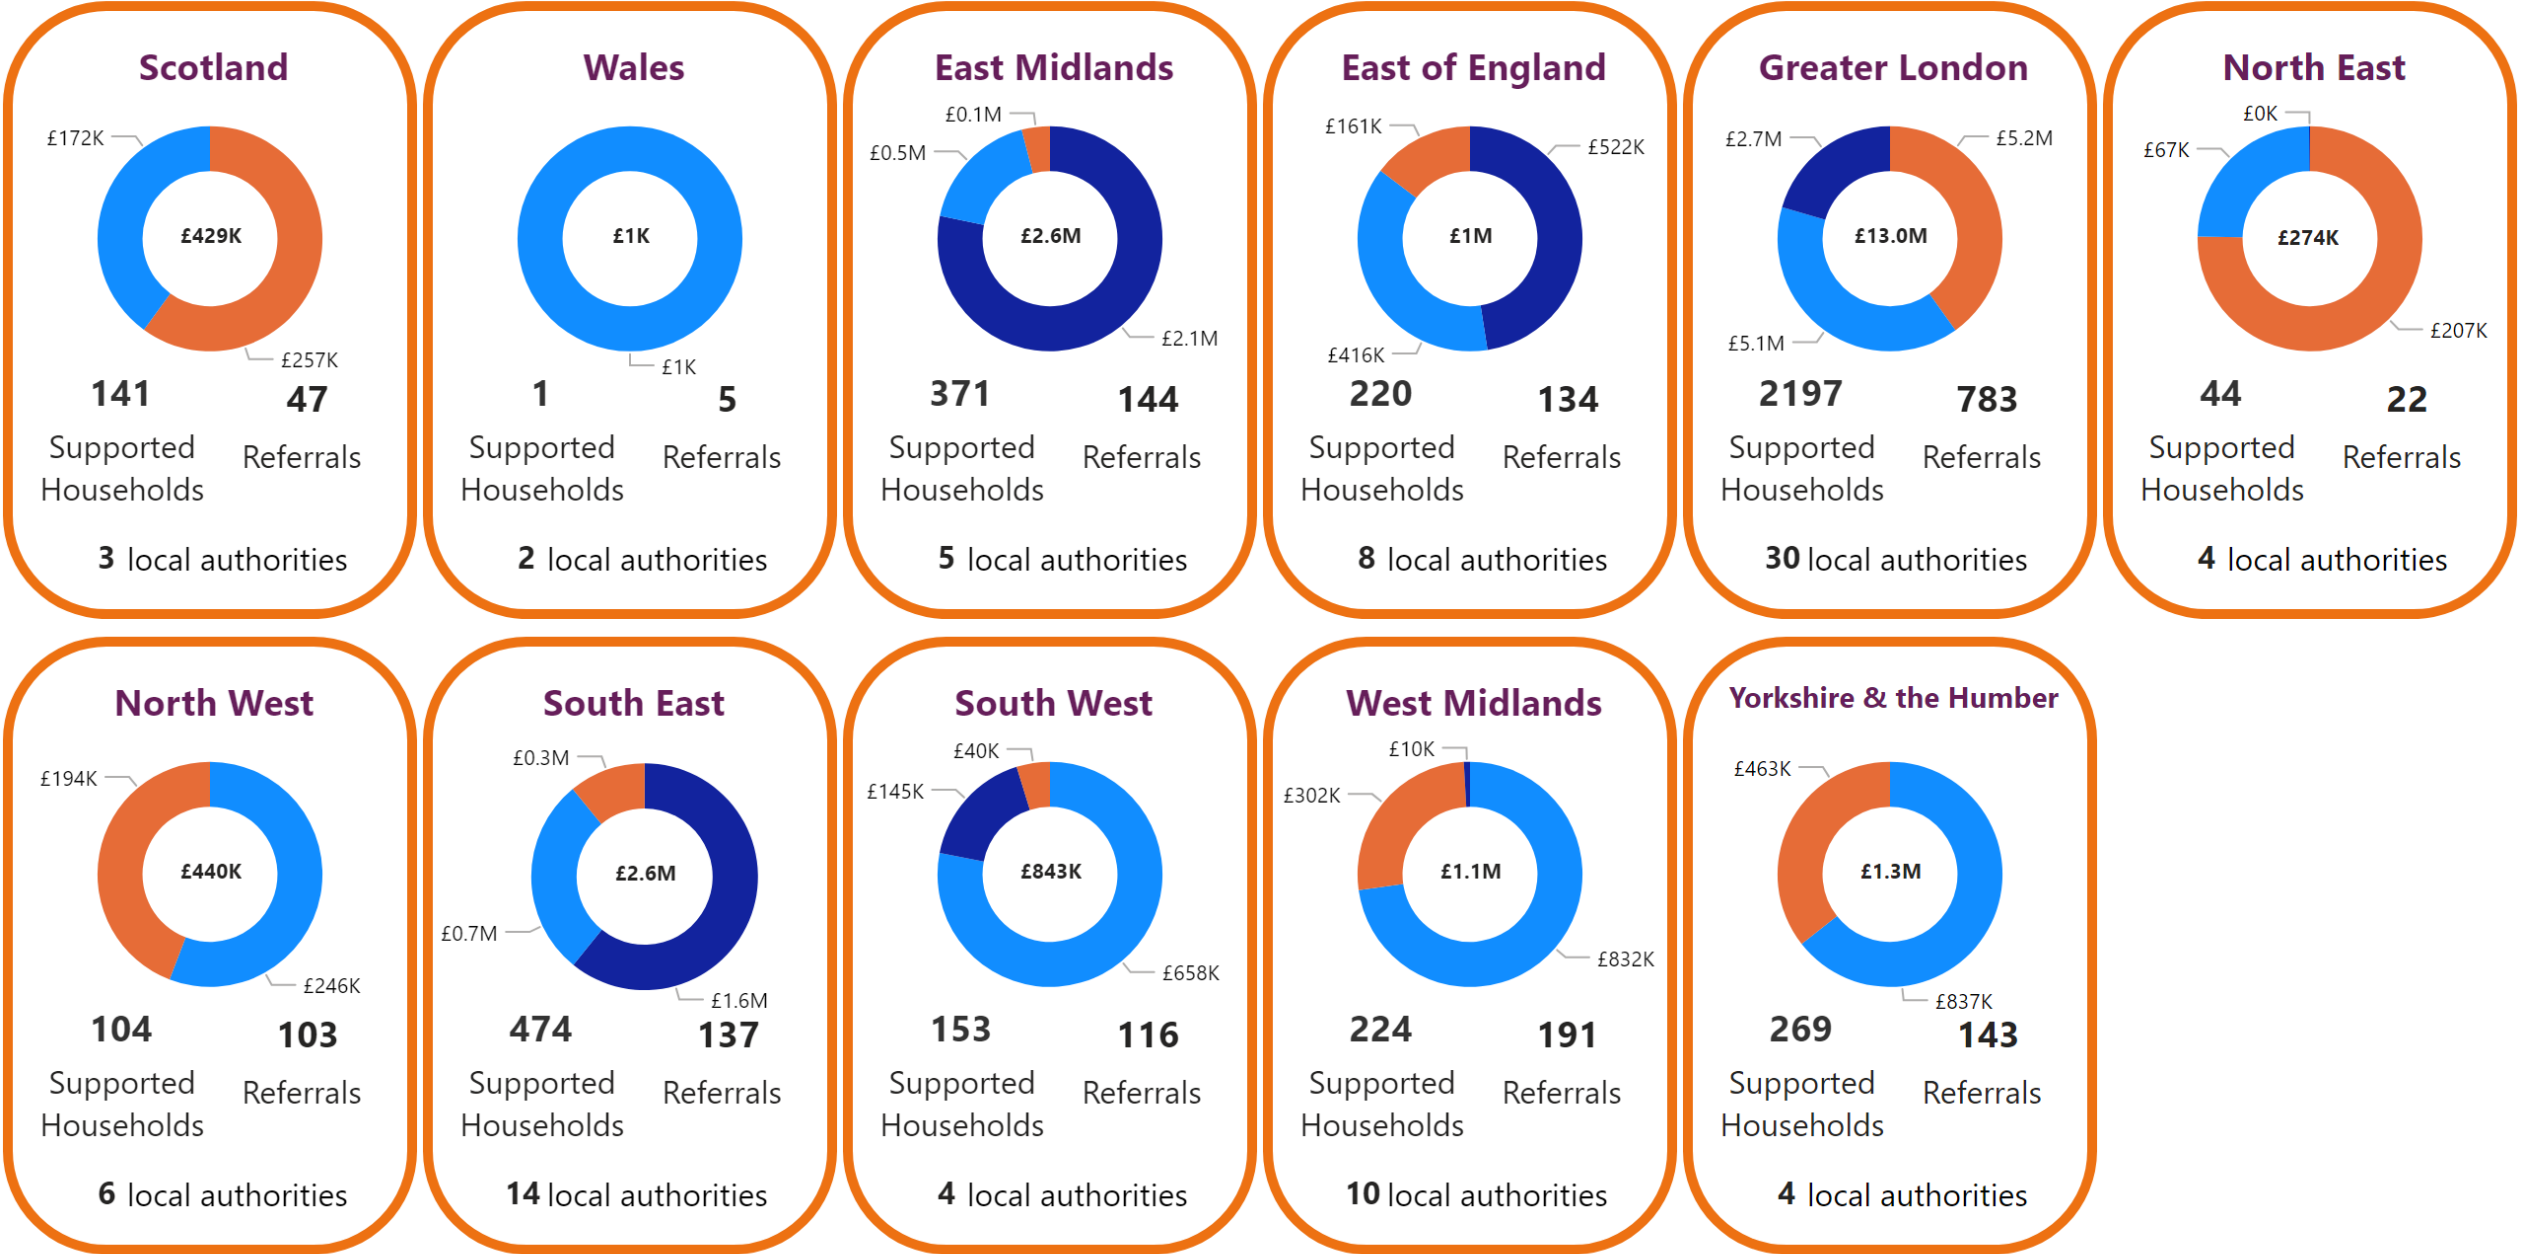 Scotland
£172K
£429K
£257K
141
47
Supported
Households
Referrals
3 local authorities
Wales
£1K
£1K
1
5
Supported
Households
Referrals
2 local authorities
East Midlands
£0.1M
£0.5M
£2.6M
£2.1M
371
144
Supported
Households
Referrals
5 local authorities
East of England
£161K
£522K
£1M
£416K
220
134
Supported
Households
Referrals
8 local authorities
Greater London
£2.7M
£5.2M
£13.0M
£5.1M
2197
783
Supported
Households
Referrals
30 local authorities
North East
£0K
£67K
£274K
£207K
44
22
Supported
Households
Referrals
4 local authorities
North West
£194K
£440K
£246K
104
103
Supported
Households
Referrals
6 local authorities
South East
£0.3M
£2.6M
£0.7M
£1.6M
474
137
Supported
Households
Referrals
14 local authorities
South West
£40K
£145K
£843K
£658K
153
116
Supported
Households
Referrals
4 local authorities
West Midlands
£10K
£302K
£1.1M
£832K
224
191
Supported
Households
Referrals
10 local authorities
Yorkshire & the Humber
£463K
£1.3M
£837K
269
143
Supported
Households
Referrals
4 local authorities